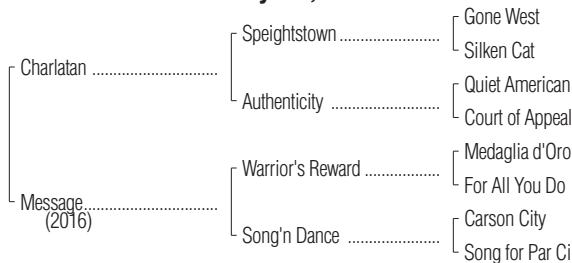 Gone West
Speightstown
Silken Cat
Charlatan
Quiet American
Authenticity
Court of Appeal
Medaglia d'Oro
Warrior's Reward
For All You Do
Message
(2016)
Carson City
Song'n Dance
Song for Par Ci